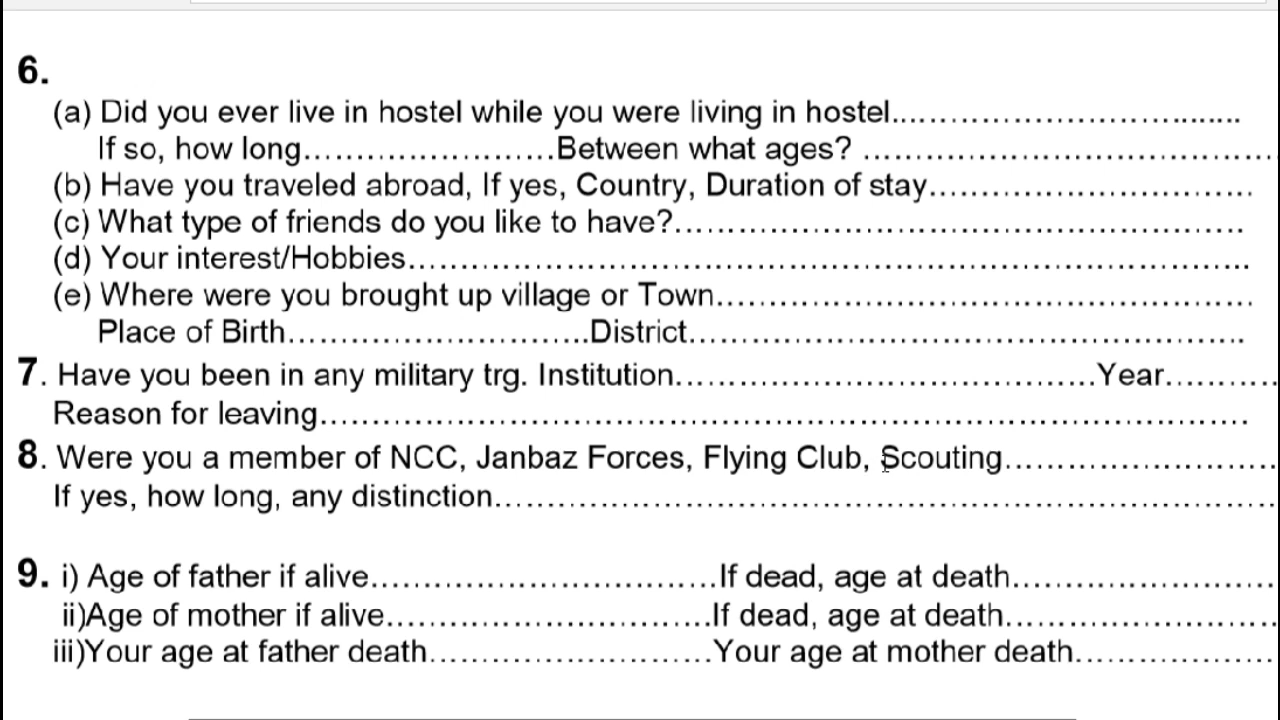 6.
(a) Did you ever live in hostel while you were living in hostel........................................
If so, how long..........................Between what ages? ..........................................
(b) Have you traveled abroad, If yes, Country, Duration of stay..................................
(c) What type of friends do you like to have?............................................................
(d) Your interest/Hobbies.........................................................................................
(e) Where were you brought up village or Town.........................................................
Place of Birth................................District.........................................................
7. Have you been in any military trg. Institution...........................................Year...........
Reason for leaving.................................................................................................
8. Were you a member of NCC, Janbaz Forces, Flying Club, Scouting............................
If yes, how long, any distinction................................................................................
9. i) Age of father if alive....................................If dead, age at death...........................
ii)Age of mother if alive..................................If dead, age at death............................
iii)Your age at father death.............................Your age at mother death.....................